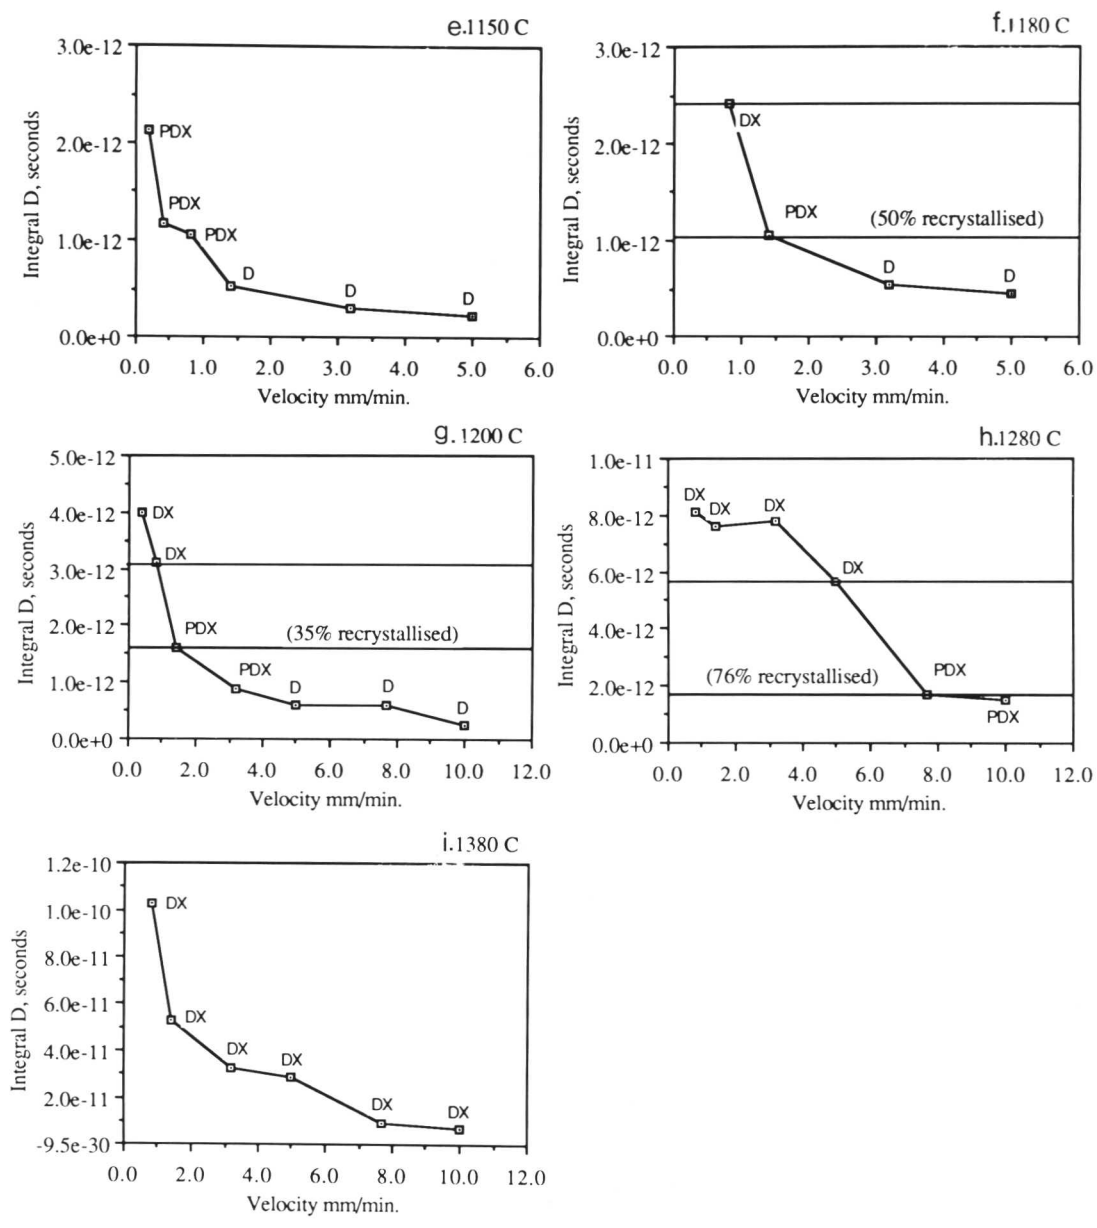 e.1150 C
3.0e-12
2.0e-12
1.0e-12
0.0e+0
Integral D, seconds
PDX
PDX
PDX
D
D
D
0.0 1.0 2.0 3.0 4.0 5.0 6.0
Velocity mm/min.
f.1180 C
3.0e-12
2.0e-12
1.0e-12
0.0e+0
Integral D, seconds
DX
PDX
(50% recrystallised)
D
D
0.0 1.0 2.0 3.0 4.0 5.0 6.0
Velocity mm/min.
g.1200 C
5.0e-12
4.0e-12
3.0e-12
2.0e-12
1.0e-12
0.0e+0
Integral D, seconds
DX
DX
PDX
(35% recrystallised)
PDX
D
D
D
0.0 2.0 4.0 6.0 8.0 10.0 12.0
Velocity mm/min.
h.1280 C
1.0e-11
8.0e-12
6.0e-12
4.0e-12
2.0e-12
0.0e+0
Integral D, seconds
DX
DX
DX
DX
(76% recrystallised)
PDX
PDX
0.0 2.0 4.0 6.0 8.0 10.0 12.0
Velocity mm/min.
i.1380 C
1.2e-10
1.0e-10
8.0e-11
6.0e-11
4.0e-11
2.0e-11
-9.5e-30
Integral D, seconds
DX
DX
DX
DX
DX
DX
0.0 2.0 4.0 6.0 8.0 10.0 12.0
Velocity mm/min.